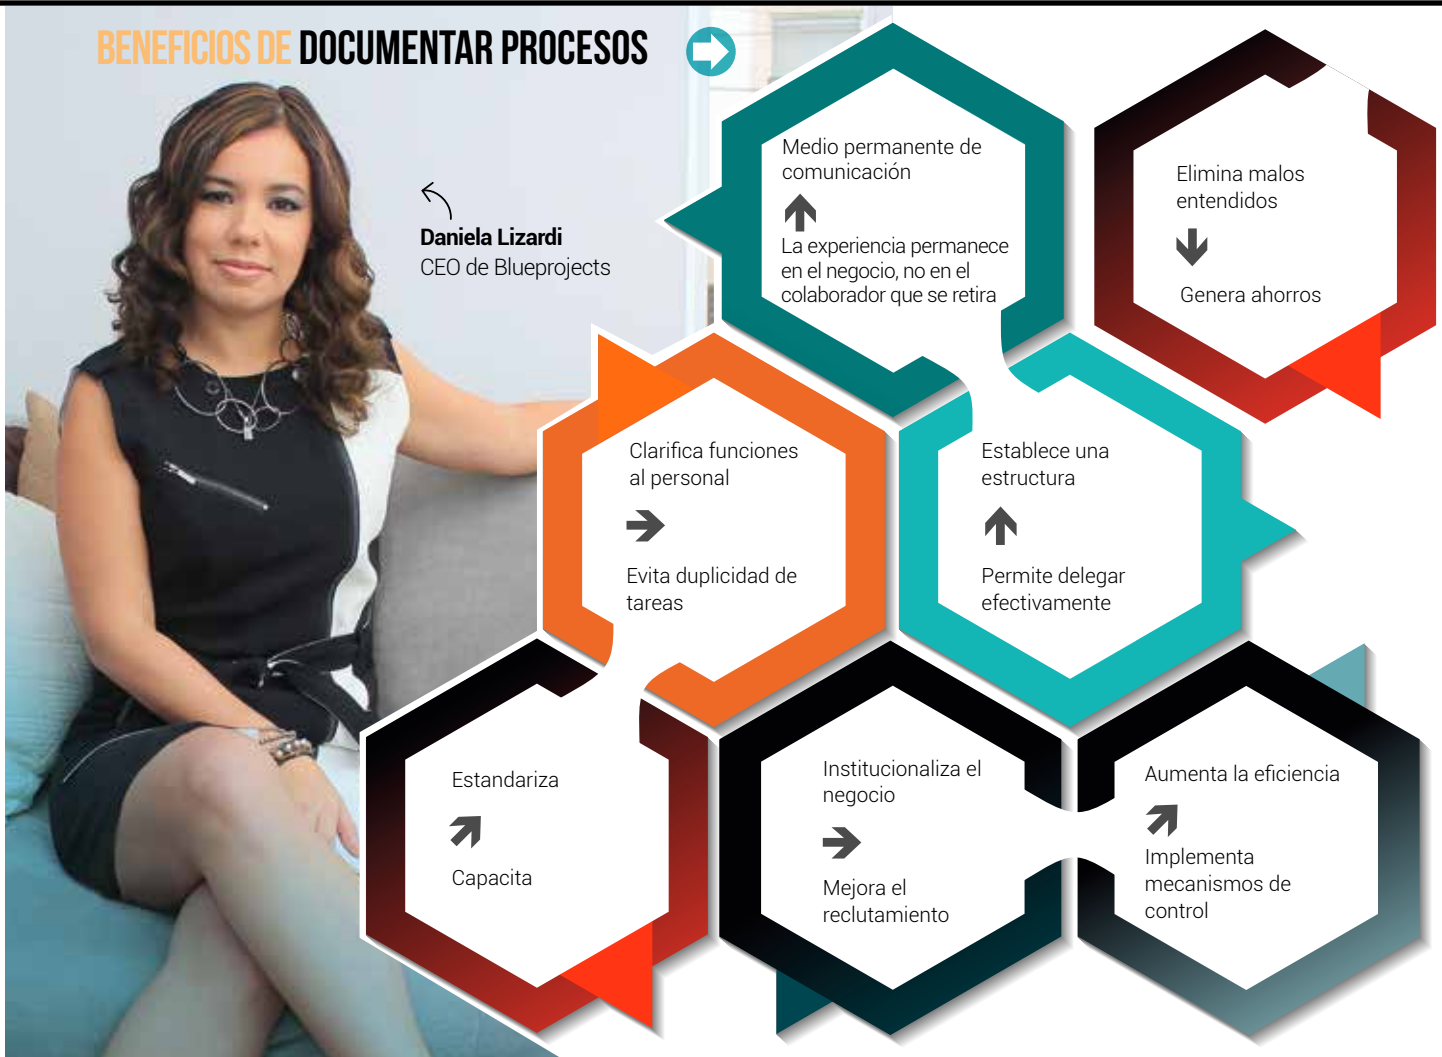 BENEFICIOS DE DOCUMENTAR PROCESOS
Daniela Lizardi
CEO de Blueprojects
Medio permanente de
comunicación
La experiencia permanece
en el negocio, no en el
colaborador que se retira
Elimina malos
entendidos
Genera ahorros
Clarifica funciones
al personal
Evita duplicidad de
tareas
Establece una
estructura
Permite delegar
efectivamente
Estandariza
Capacita
Institucionaliza el
negocio
Mejora el
reclutamiento
Aumenta la eficiencia
Implementa
mecanismos de
control